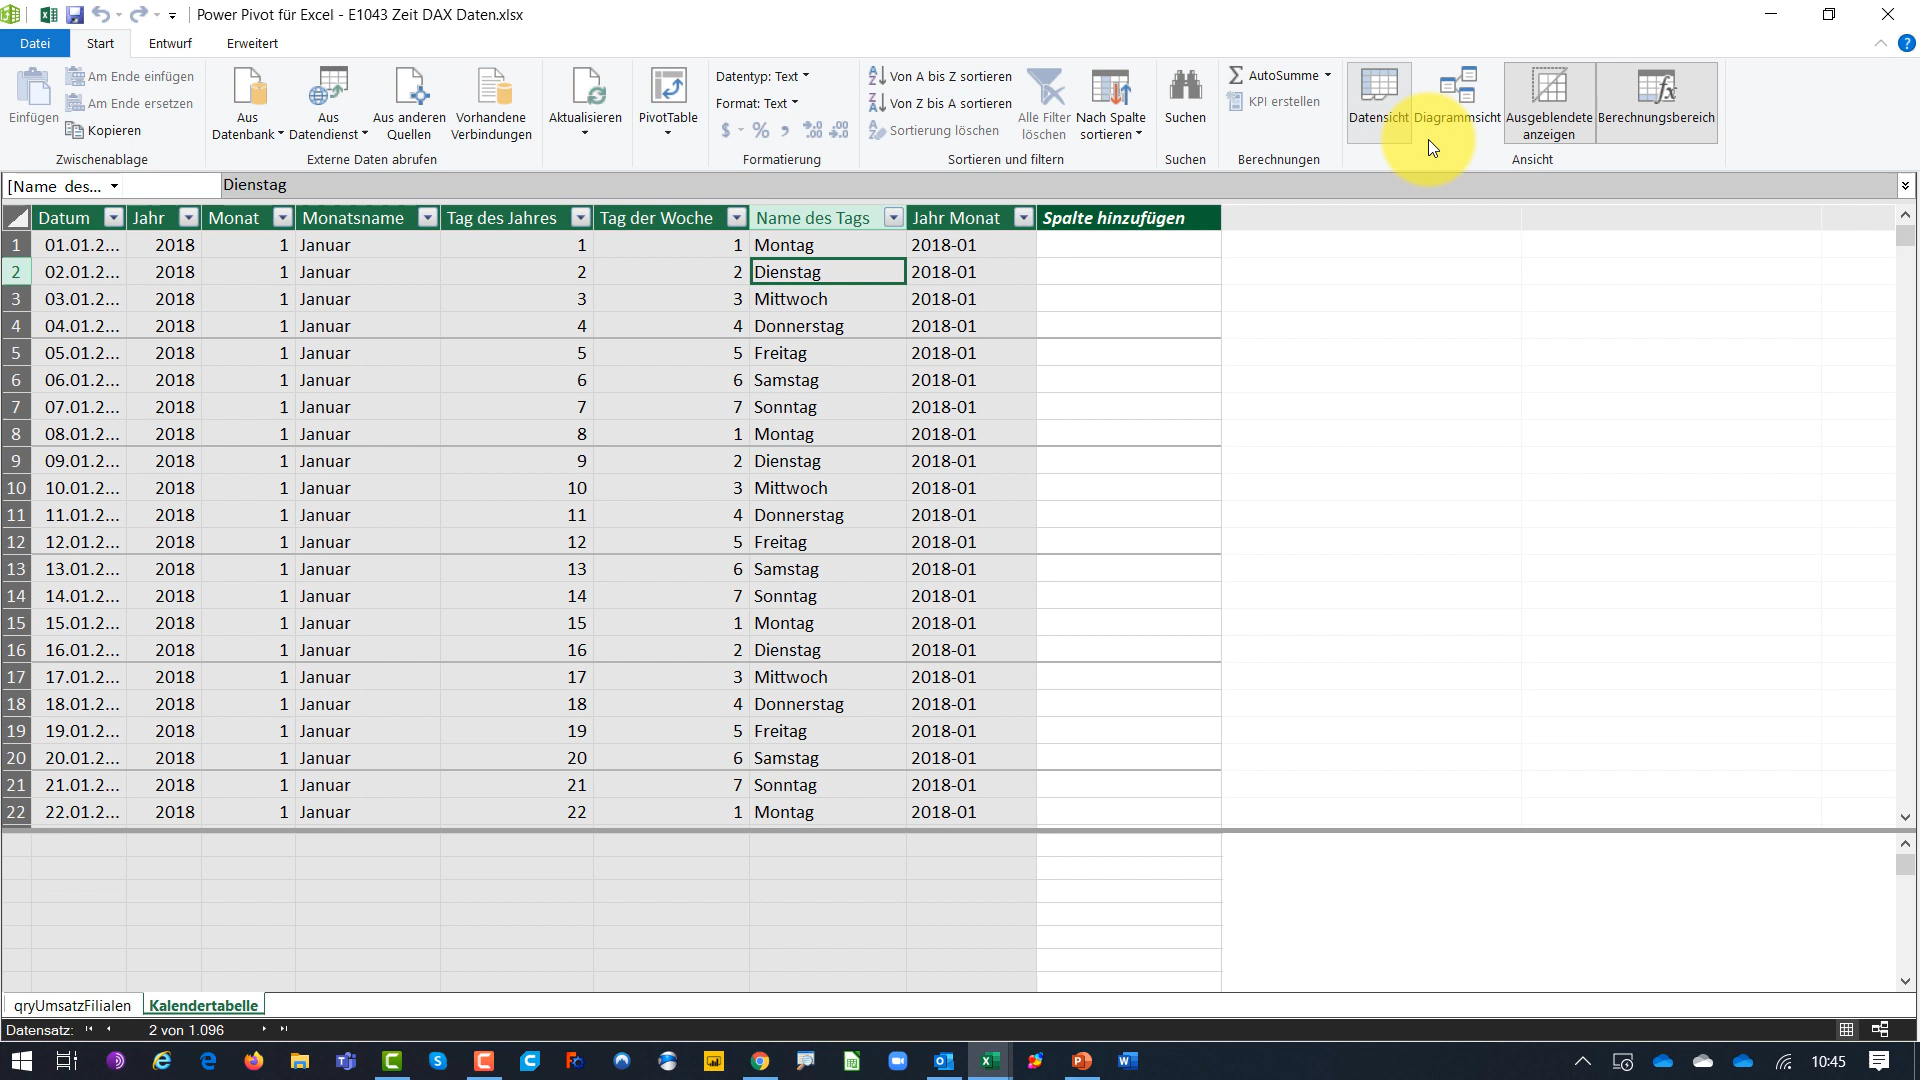 Power Pivot für Excel - E1043 Zeit DAX Daten.xlsx
Datei Start Entwurf Erweitert
Einfügen
Am Ende einfügen
Am Ende ersetzen
Kopieren
Zwischenablage
Aus Datenbank
Aus Datendienst
Aus anderen Quellen
Vorhandene Verbindungen
Externe Daten abrufen
Aktualisieren
PivotTable
Datentyp: Text
Format: Text
$ % , .00 .00
Formatierung
Von A bis Z sortieren
Von Z bis A sortieren
Sortierung löschen
Alle Filter löschen
Nach Spalte sortieren
Sortieren und filtern
Suchen
Suchen
AutoSumme
KPI erstellen
Berechnungen
Datensicht
Diagrammsicht
Ausgeblendete anzeigen
Berechnungsbereich
Ansicht
[Name des... Dienstag
Datum Jahr Monat Monatsname Tag des Jahres Tag der Woche Name des Tags Jahr Monat Spalte hinzufügen
1 01.01.2... 2018 1 Januar 1 1 Montag 2018-01
2 02.01.2... 2018 1 Januar 2 2 Dienstag 2018-01
3 03.01.2... 2018 1 Januar 3 3 Mittwoch 2018-01
4 04.01.2... 2018 1 Januar 4 4 Donnerstag 2018-01
5 05.01.2... 2018 1 Januar 5 5 Freitag 2018-01
6 06.01.2... 2018 1 Januar 6 6 Samstag 2018-01
7 07.01.2... 2018 1 Januar 7 7 Sonntag 2018-01
8 08.01.2... 2018 1 Januar 8 1 Montag 2018-01
9 09.01.2... 2018 1 Januar 9 2 Dienstag 2018-01
10 10.01.2... 2018 1 Januar 10 3 Mittwoch 2018-01
11 11.01.2... 2018 1 Januar 11 4 Donnerstag 2018-01
12 12.01.2... 2018 1 Januar 12 5 Freitag 2018-01
13 13.01.2... 2018 1 Januar 13 6 Samstag 2018-01
14 14.01.2... 2018 1 Januar 14 7 Sonntag 2018-01
15 15.01.2... 2018 1 Januar 15 1 Montag 2018-01
16 16.01.2... 2018 1 Januar 16 2 Dienstag 2018-01
17 17.01.2... 2018 1 Januar 17 3 Mittwoch 2018-01
18 18.01.2... 2018 1 Januar 18 4 Donnerstag 2018-01
19 19.01.2... 2018 1 Januar 19 5 Freitag 2018-01
20 20.01.2... 2018 1 Januar 20 6 Samstag 2018-01
21 21.01.2... 2018 1 Januar 21 7 Sonntag 2018-01
22 22.01.2... 2018 1 Januar 22 1 Montag 2018-01
qryUmsatzFilialen Kalendertabelle
Datensatz: 2 von 1.096
10:45